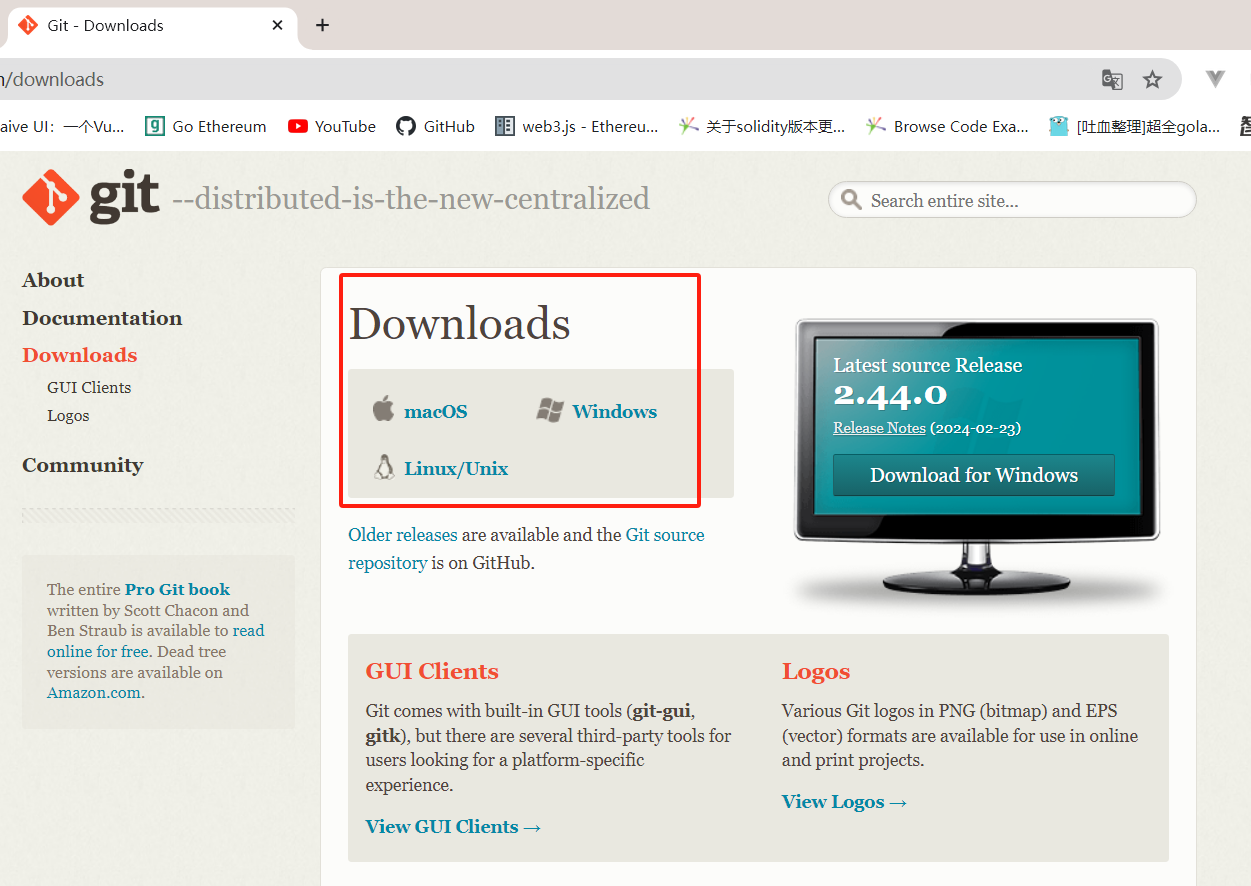 Git - Downloads
/downloads
aive UI：一个Vu...
Go Ethereum
YouTube
GitHub
web3.js - Ethereu...
关于solidity版本更...
Browse Code Exa...
[吐血整理]超全gola...
git --distributed-is-the-new-centralized
Search entire site...
About
Documentation
Downloads
GUI Clients
Logos
Community
The entire Pro Git book
written by Scott Chacon and
Ben Straub is available to read
online for free. Dead tree
versions are available on
Amazon.com.
Downloads
macOS
Windows
Linux/Unix
Older releases are available and the Git source
repository is on GitHub.
Latest source Release
2.44.0
Release Notes (2024-02-23)
Download for Windows
GUI Clients
Git comes with built-in GUI tools (git-gui,
gitk), but there are several third-party tools for
users looking for a platform-specific
experience.
View GUI Clients →
Logos
Various Git logos in PNG (bitmap) and EPS
(vector) formats are available for use in online
and print projects.
View Logos →